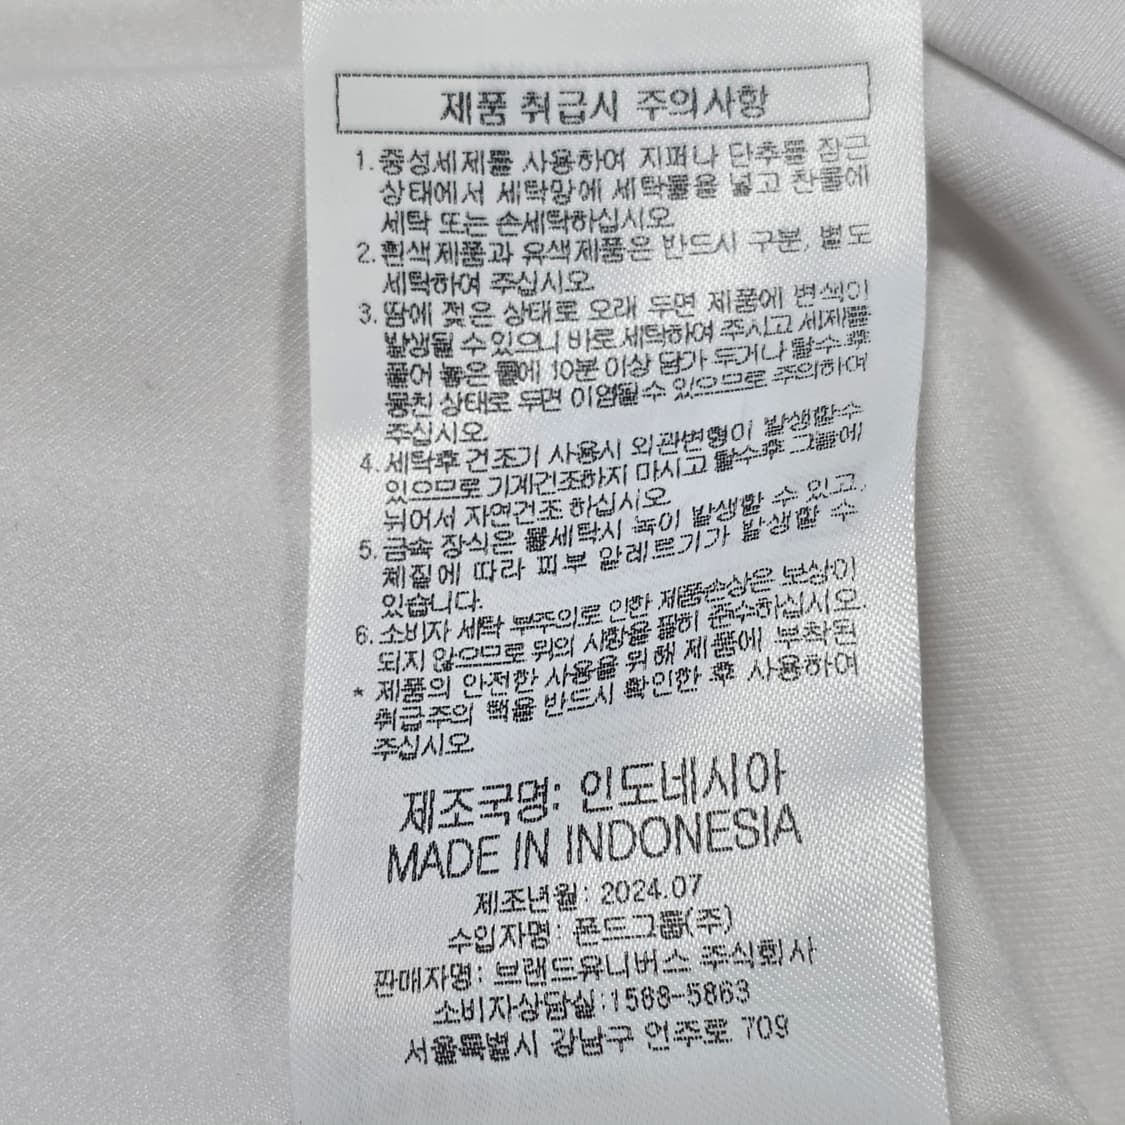 제품 취급시 주의사항
1. 중성세제를 사용하여 지퍼나 단추를 잠근
상태에서 세탁망에 세탁물을 넣고 찬물에
세탁 또는 손세탁하십시오.
2. 흰색제품과 유색제품은 반드시 구분, 별도
세탁하여 주십시오.
3. 땀에 젖은 상태로 오래 두면 제품에 변색이
발생될 수있으니 바로 세탁하여 주시고 세제를
풀어 놓은 물에 10분 이상 담가 두거나 탈수 후
뭉친 상태로 두면 이염될수 있으므로 주의하여
주십시오.
4. 세탁후 건조기 사용시 외관변형이 발생할수
있으므로 기계건조하지 마시고 탈수후 그늘에
뉘어서 자연건조 하십시오.
5. 금속 장식은 물세탁시 녹이 발생할 수 있고,
체질에 따라 피부 알레르기가 발생할 수
있습니다.
6. 소비자 세탁 부주의로 인한 제품손상은 보상이
되지 않으므로 위의 사항을 필히 준수하십시오.
* 제품의 안전한 사용을 위해 제품에 부착된
취급주의 택을 반드시 확인한 후 사용하여
주십시오
제조국명: 인도네시아
MADE IN INDONESIA
제조년월: 2024.07
수입자명: 폰드그룹(주)
판매자명: 브랜드유니버스 주식회사
소비자상담실:1588-5863
서울특별시 강남구 언주로 709